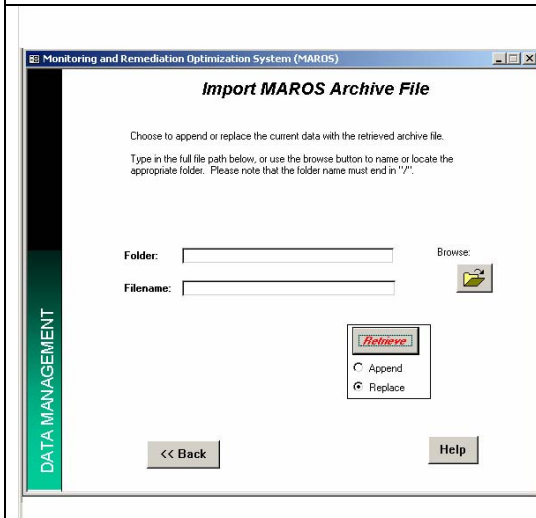 Monitoring and Remediation Optimization System (MAROS)
Import MAROS Archive File
Choose to append or replace the current data with the retrieved archive file.
Type in the full file path below, or use the browse button to name or locate the
appropriate folder. Please note that the folder name must end in "/".
Folder:
Browse:
Filename:
Retrieve
Append
Replace
DATA MANAGEMENT
<< Back
Help